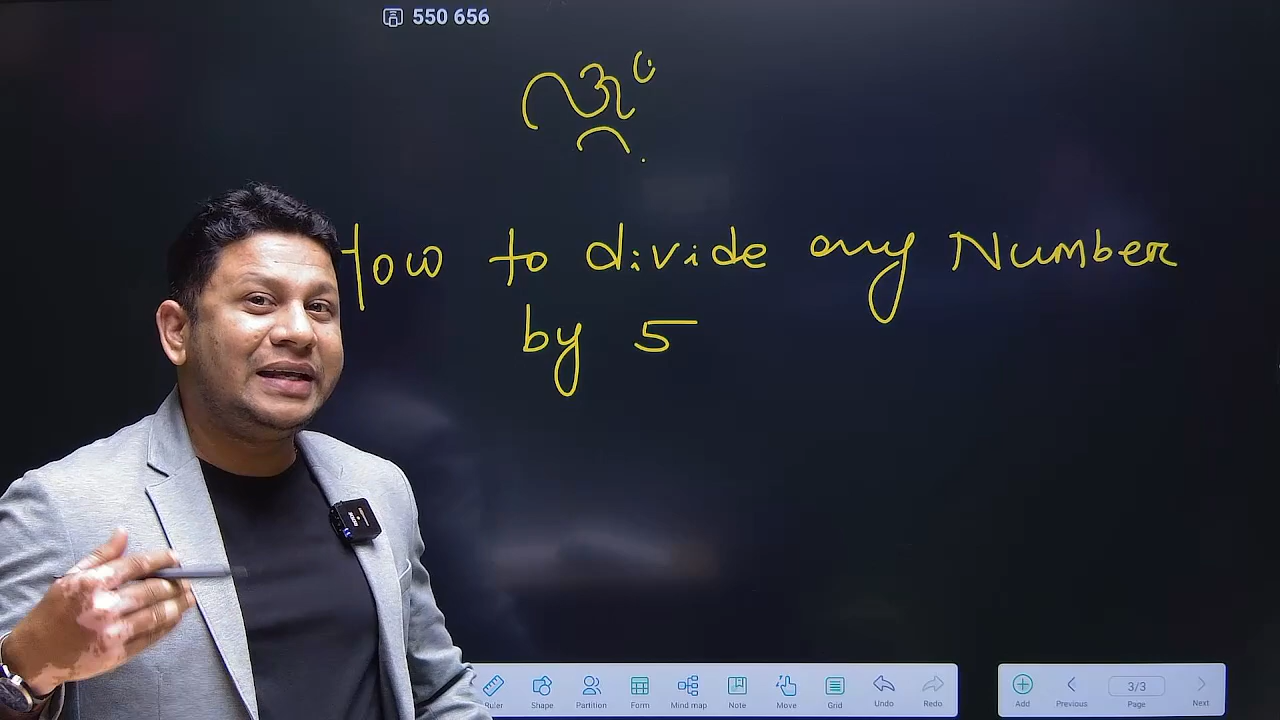 550 656
How to divide any Number
by 5
Ruler Shape Partition Form Mind map Note Move Grid Undo Redo
Add Previous 3/3 Page Next